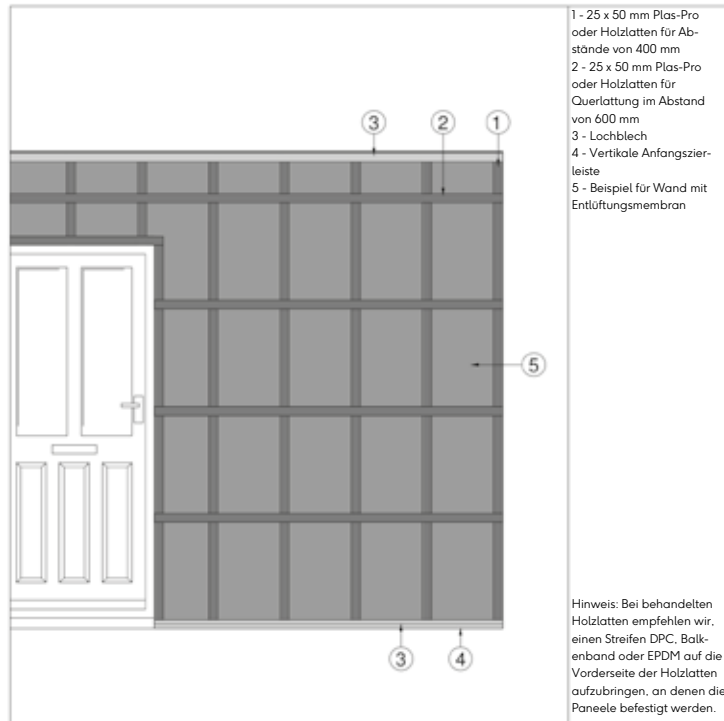 1 - 25 x 50 mm Plas-Pro
oder Holzlatten für Ab-
stände von 400 mm
2 - 25 x 50 mm Plas-Pro
oder Holzlatten für
Querlattung im Abstand
von 600 mm
3 - Lochblech
4 - Vertikale Anfangszier-
leiste
5 - Beispiel für Wand mit
Entlüftungsmembran
3
2
1
5
3
4
Hinweis: Bei behandelten
Holzlatten empfehlen wir,
einen Streifen DPC, Balk-
enband oder EPDM auf die
Vorderseite der Holzlatten
aufzubringen, an denen die
Paneele befestigt werden.